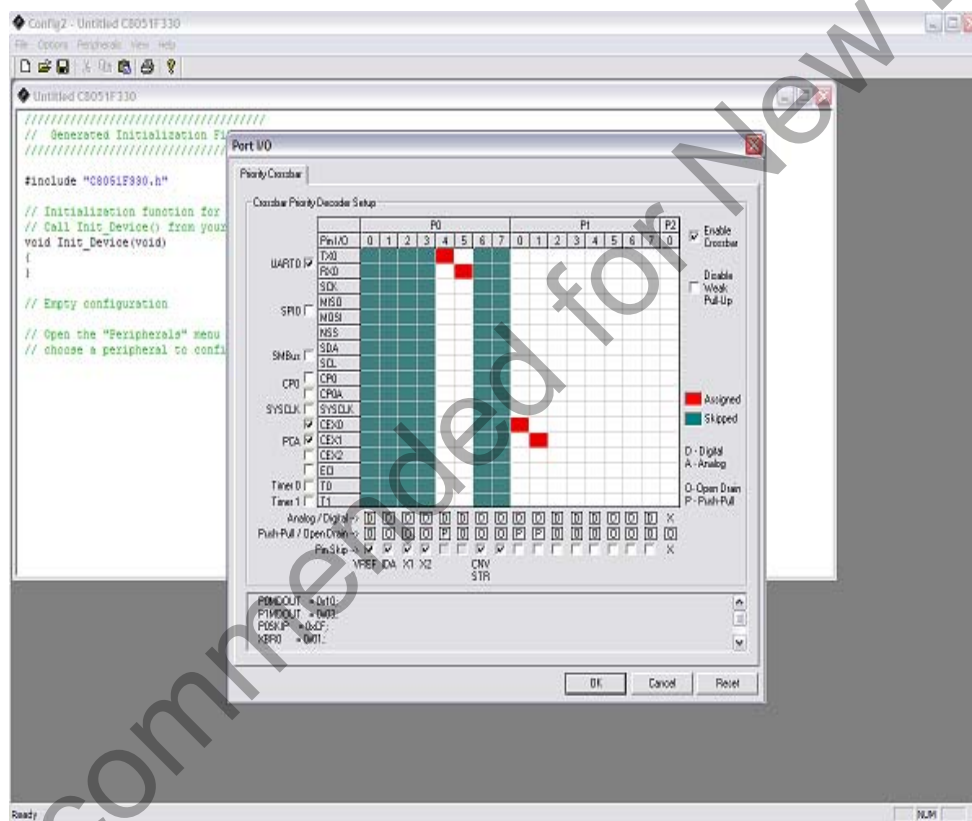 Config2 - Untitled C8051F330
File Options Peripherals View Help
Untitled C8051F330
////////////////////////////////////
// Generated Initialization Fi
#include "C8051F330.h"
// Initialization function for
// Call Init_Device() from your
void Init_Device(void)
{
}
// Empty configuration
// Open the "Peripherals" menu
// choose a peripheral to confi
Port I/O
Priority Crossbar
Crossbar Priority Decoder Setup
P0 P1 P2
Pin I/O 0 1 2 3 4 5 6 7 0 1 2 3 4 5 6 7 0
Enable Crossbar
Disable Weak Pull-Up
UART0 TX0
RX0
SCK
SPI0 MISO
MOSI
NSS
SMBus SDA
SCL
CP0 CP0
CP0A
SYSCLK SYSCLK
CEX0
PCA CEX1
CEX2
ECI
Timer 0 T0
Timer 1 T1
Assigned
Skipped
D - Digital
A - Analog
O - Open Drain
P - Push-Pull
Analog / Digital ->
Push-Pull / Open Drain ->
Pin Skip ->
VREF IDA X1 X2 CNV STR
P0MDOUT = 0x10;
P1MDOUT = 0x03;
P0SKIP = 0xCF;
XBR0 = 0x01;
OK Cancel Reset
Ready
NUM
commended for New